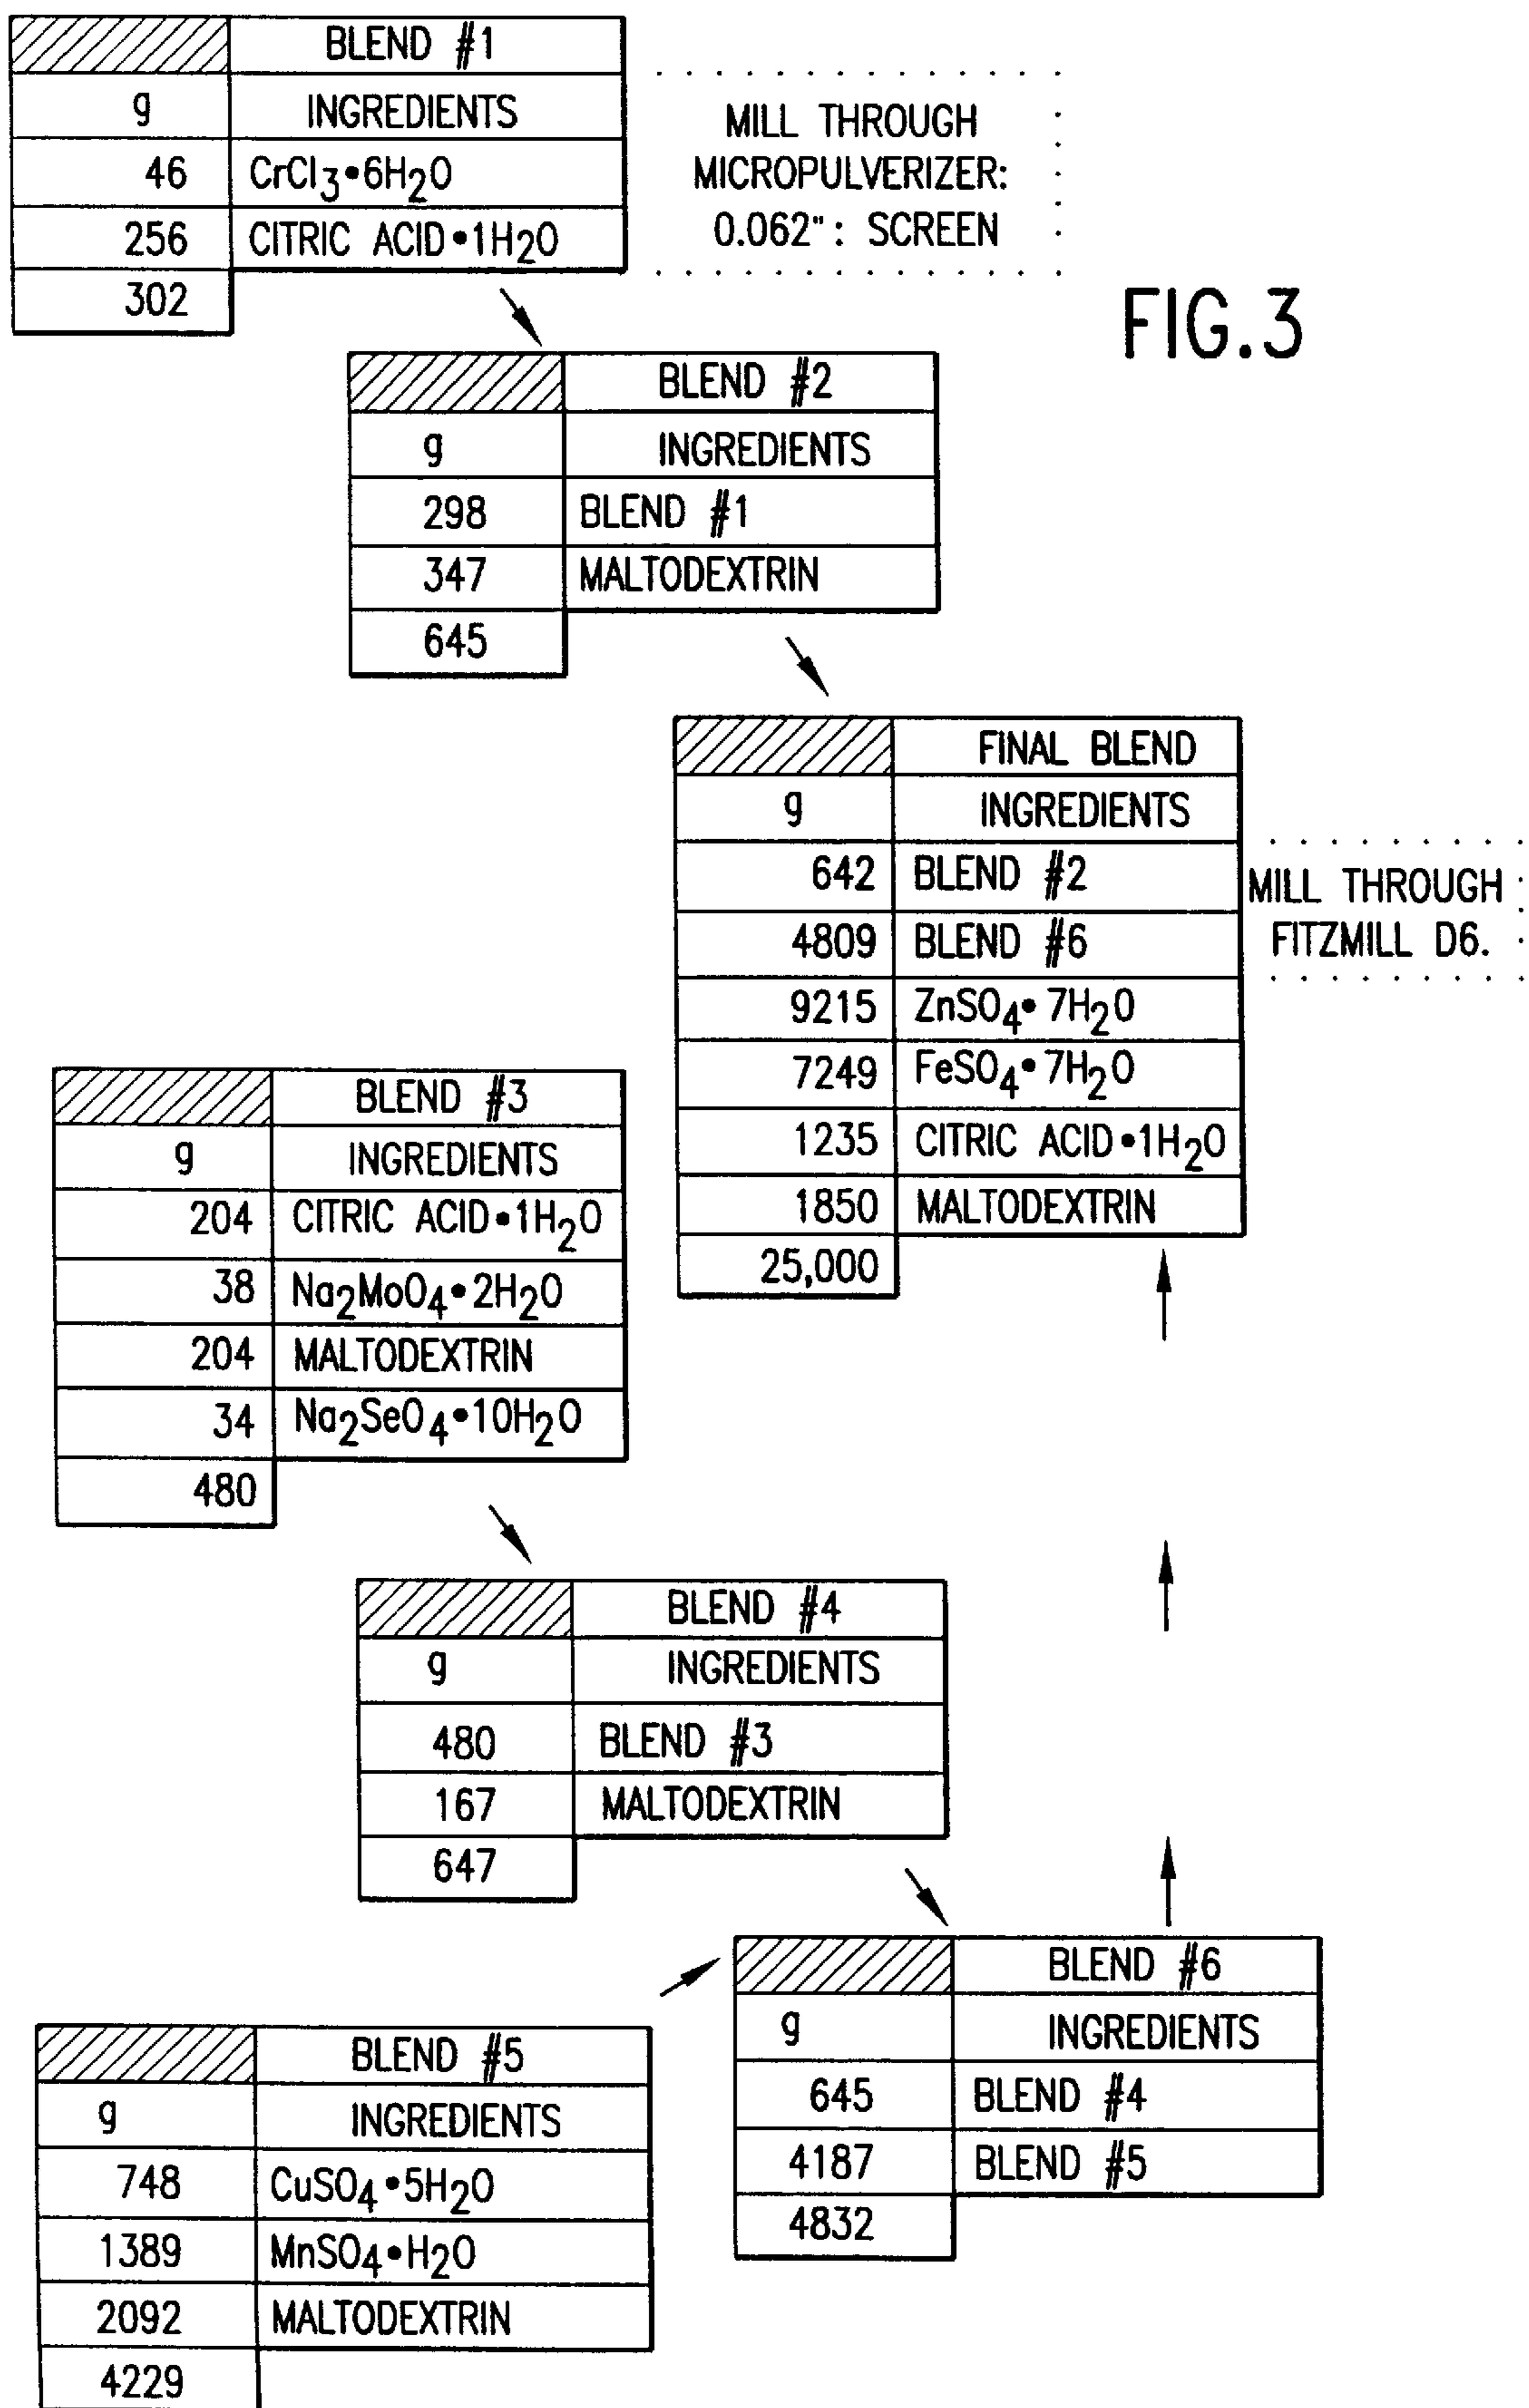 BLEND #1
g INGREDIENTS
46 CrCl3•6H2O
256 CITRIC ACID•1H2O
302
MILL THROUGH
MICROPULVERIZER:
0.062": SCREEN
FIG.3
BLEND #2
g INGREDIENTS
298 BLEND #1
347 MALTODEXTRIN
645
FINAL BLEND
g INGREDIENTS
642 BLEND #2
4809 BLEND #6
9215 ZnSO4•7H2O
7249 FeSO4•7H2O
1235 CITRIC ACID•1H2O
1850 MALTODEXTRIN
25,000
MILL THROUGH
FITZMILL D6.
BLEND #3
g INGREDIENTS
204 CITRIC ACID•1H2O
38 Na2MoO4•2H2O
204 MALTODEXTRIN
34 Na2SeO4•10H2O
480
BLEND #4
g INGREDIENTS
480 BLEND #3
167 MALTODEXTRIN
647
BLEND #5
g INGREDIENTS
748 CuSO4•5H2O
1389 MnSO4•H2O
2092 MALTODEXTRIN
4229
BLEND #6
g INGREDIENTS
645 BLEND #4
4187 BLEND #5
4832